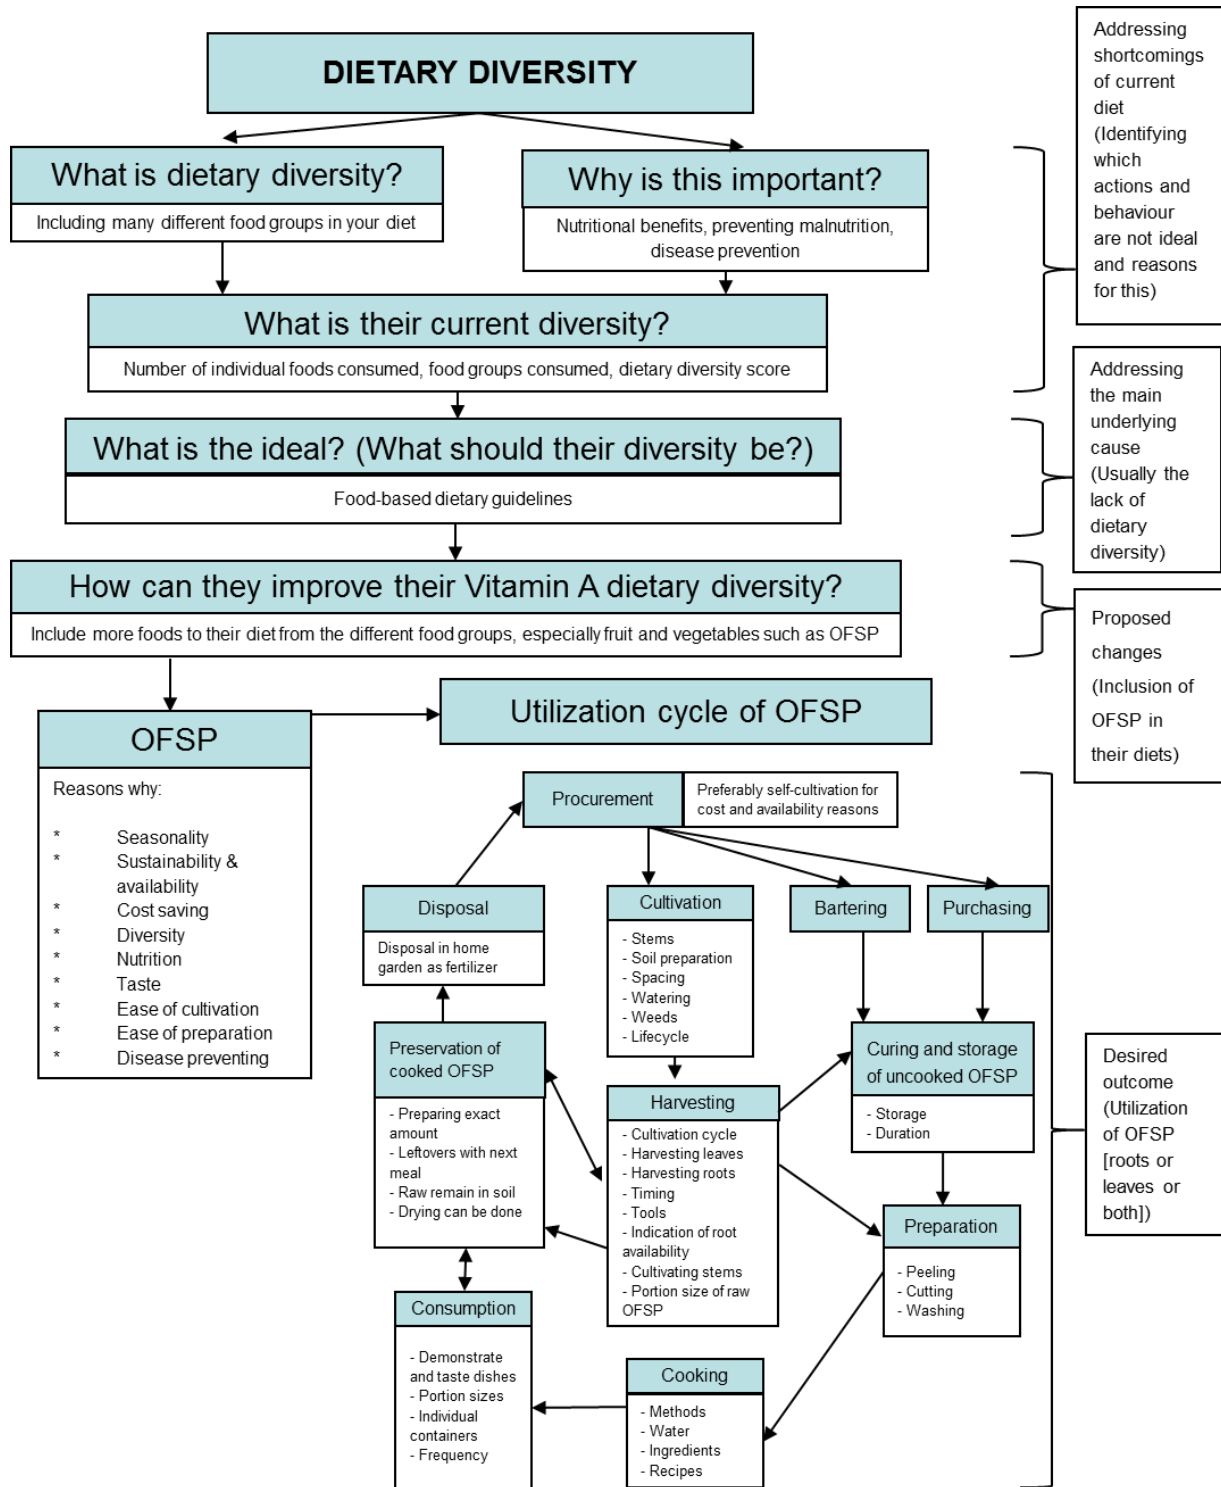 DIETARY DIVERSITY
Addressing
shortcomings
of current
diet
(Identifying
which
actions and
behaviour
are not ideal
and reasons
for this)
What is dietary diversity?
Including many different food groups in your diet
Why is this important?
Nutritional benefits, preventing malnutrition,
disease prevention
What is their current diversity?
Number of individual foods consumed, food groups consumed, dietary diversity score
What is the ideal? (What should their diversity be?)
Food-based dietary guidelines
Addressing
the main
underlying
cause
(Usually the
lack of
dietary
diversity)
How can they improve their Vitamin A dietary diversity?
Include more foods to their diet from the different food groups, especially fruit and vegetables such as OFSP
Proposed
changes
(Inclusion of
OFSP in
their diets)
OFSP
Reasons why:
* Seasonality
* Sustainability &
availability
* Cost saving
* Diversity
* Nutrition
* Taste
* Ease of cultivation
* Ease of preparation
* Disease preventing
Utilization cycle of OFSP
Procurement
Preferably self-cultivation for
cost and availability reasons
Disposal
Disposal in home
garden as fertilizer
Cultivation
- Stems
- Soil preparation
- Spacing
- Watering
- Weeds
- Lifecycle
Bartering
Purchasing
Preservation of
cooked OFSP
- Preparing exact
amount
- Leftovers with next
meal
- Raw remain in soil
- Drying can be done
Harvesting
- Cultivation cycle
- Harvesting leaves
- Harvesting roots
- Timing
- Tools
- Indication of root
availability
- Cultivating stems
- Portion size of raw
OFSP
Curing and storage
of uncooked OFSP
- Storage
- Duration
Desired
outcome
(Utilization
of OFSP
[roots or
leaves or
both])
Preparation
- Peeling
- Cutting
- Washing
Consumption
- Demonstrate
and taste dishes
- Portion sizes
- Individual
containers
- Frequency
Cooking
- Methods
- Water
- Ingredients
- Recipes